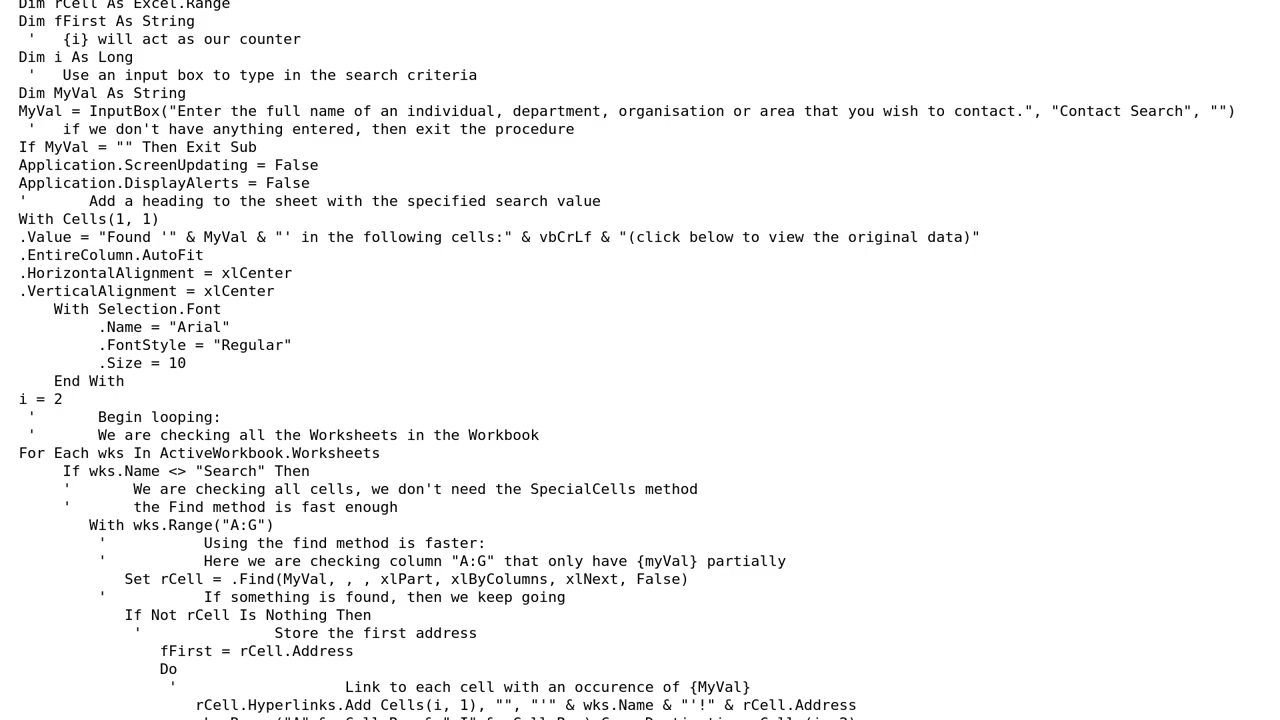 Dim rCell As Excel.Range
Dim fFirst As String
'   {i} will act as our counter
Dim i As Long
'   Use an input box to type in the search criteria
Dim MyVal As String
MyVal = InputBox("Enter the full name of an individual, department, organisation or area that you wish to contact.", "Contact Search", "")
'   if we don't have anything entered, then exit the procedure
If MyVal = "" Then Exit Sub
Application.ScreenUpdating = False
Application.DisplayAlerts = False
'       Add a heading to the sheet with the specified search value
With Cells(1, 1)
.Value = "Found '" & MyVal & "' in the following cells:" & vbCrLf & "(click below to view the original data)"
.EntireColumn.AutoFit
.HorizontalAlignment = xlCenter
.VerticalAlignment = xlCenter
    With Selection.Font
         .Name = "Arial"
         .FontStyle = "Regular"
         .Size = 10
    End With
i = 2
'       Begin looping:
'       We are checking all the Worksheets in the Workbook
For Each wks In ActiveWorkbook.Worksheets
     If wks.Name <> "Search" Then
     '       We are checking all cells, we don't need the SpecialCells method
     '       the Find method is fast enough
        With wks.Range("A:G")
         '           Using the find method is faster:
         '           Here we are checking column "A:G" that only have {myVal} partially
            Set rCell = .Find(MyVal, , , xlPart, xlByColumns, xlNext, False)
         '           If something is found, then we keep going
            If Not rCell Is Nothing Then
             '               Store the first address
                fFirst = rCell.Address
                Do
                 '                   Link to each cell with an occurence of {MyVal}
                    rCell.Hyperlinks.Add Cells(i, 1), "", "'" & wks.Name & "'!" & rCell.Address